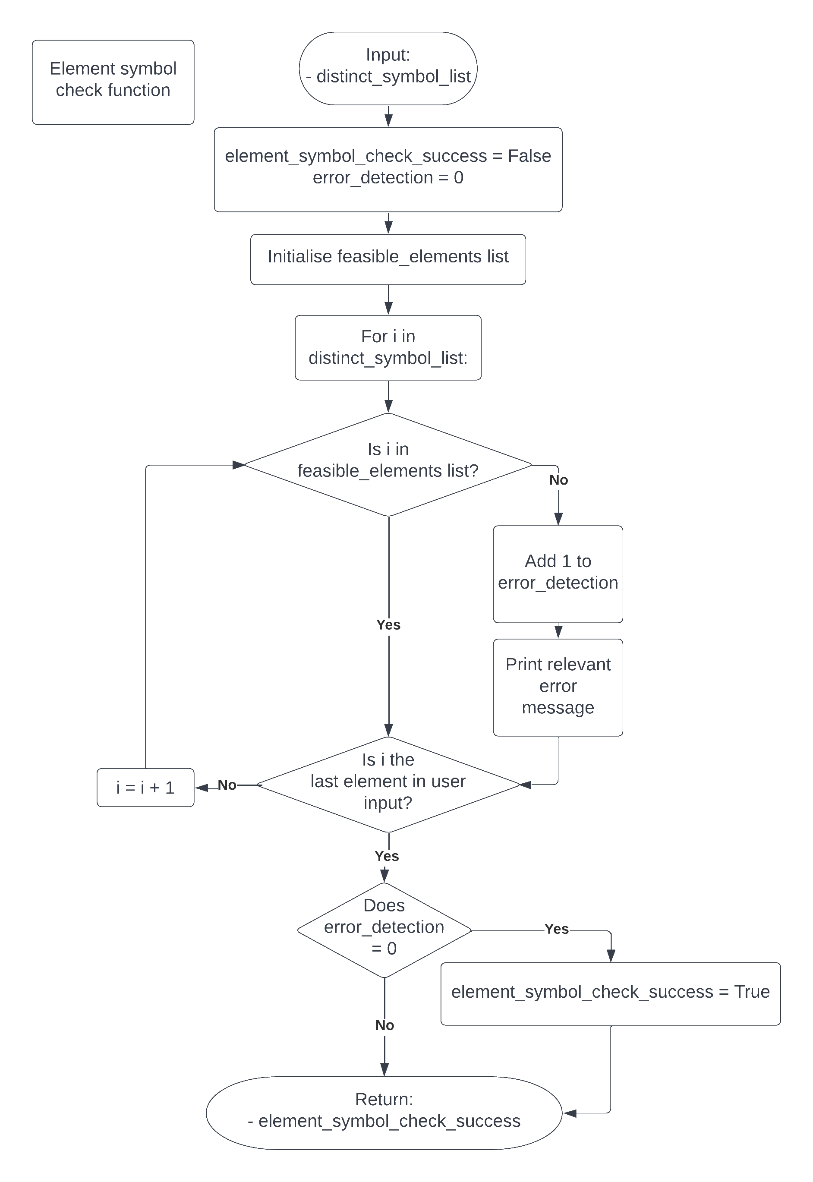 Element symbol
check function
Input:
- distinct_symbol_list
element_symbol_check_success = False
error_detection = 0
Initialise feasible_elements list
For i in
distinct_symbol_list:
Is i in
feasible_elements list?
No
Add 1 to
error_detection
Yes
Print relevant
error
message
Is i the
last element in user
input?
No
i = i + 1
Yes
Does
error_detection
= 0
Yes
element_symbol_check_success = True
No
Return:
- element_symbol_check_success